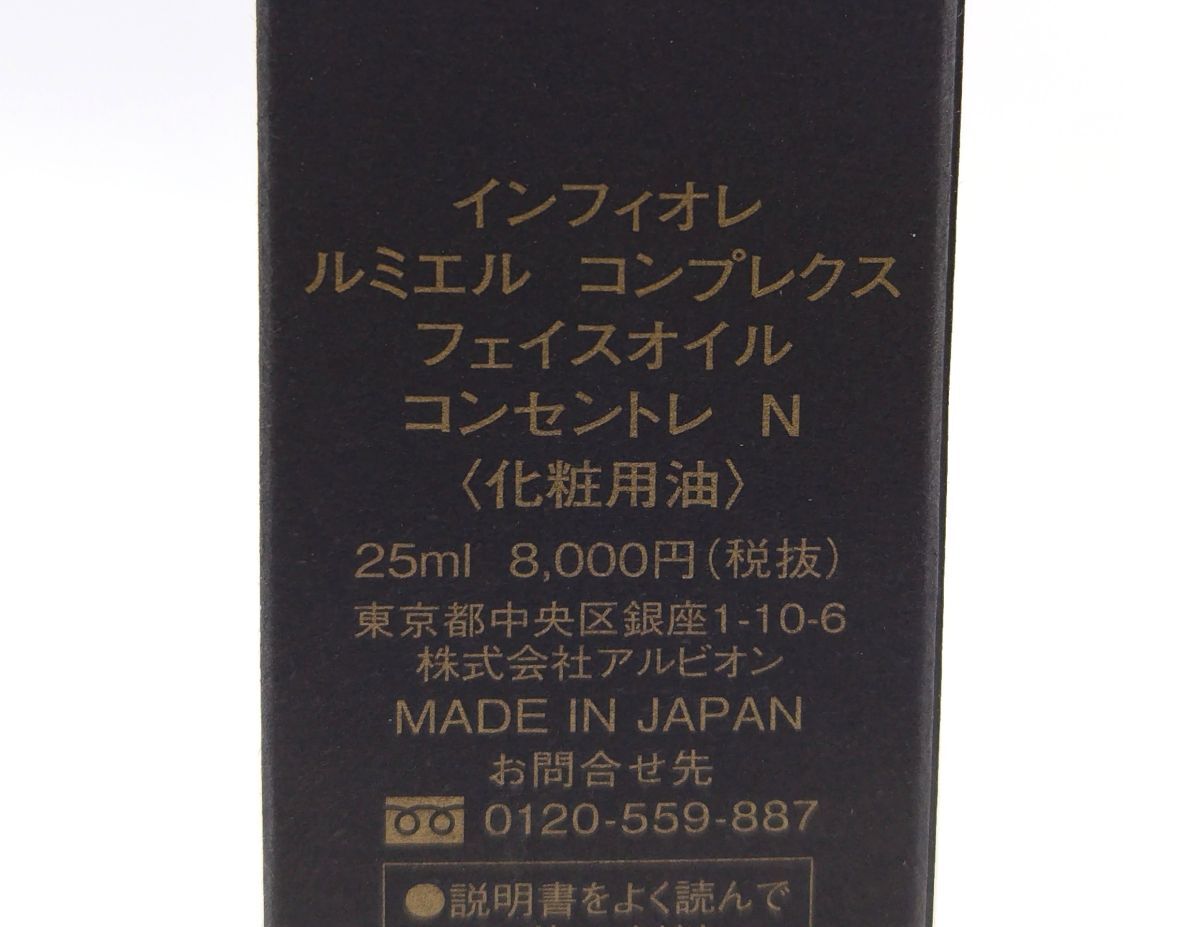 インフィオレ
ルミエル　コンプレクス
フェイスオイル
コンセントレ　N
〈化粧用油〉
25ml 8,000円(税抜)
東京都中央区銀座1-10-6
株式会社アルビオン
MADE IN JAPAN
お問合せ先
0120-559-887
●説明書をよく読んで